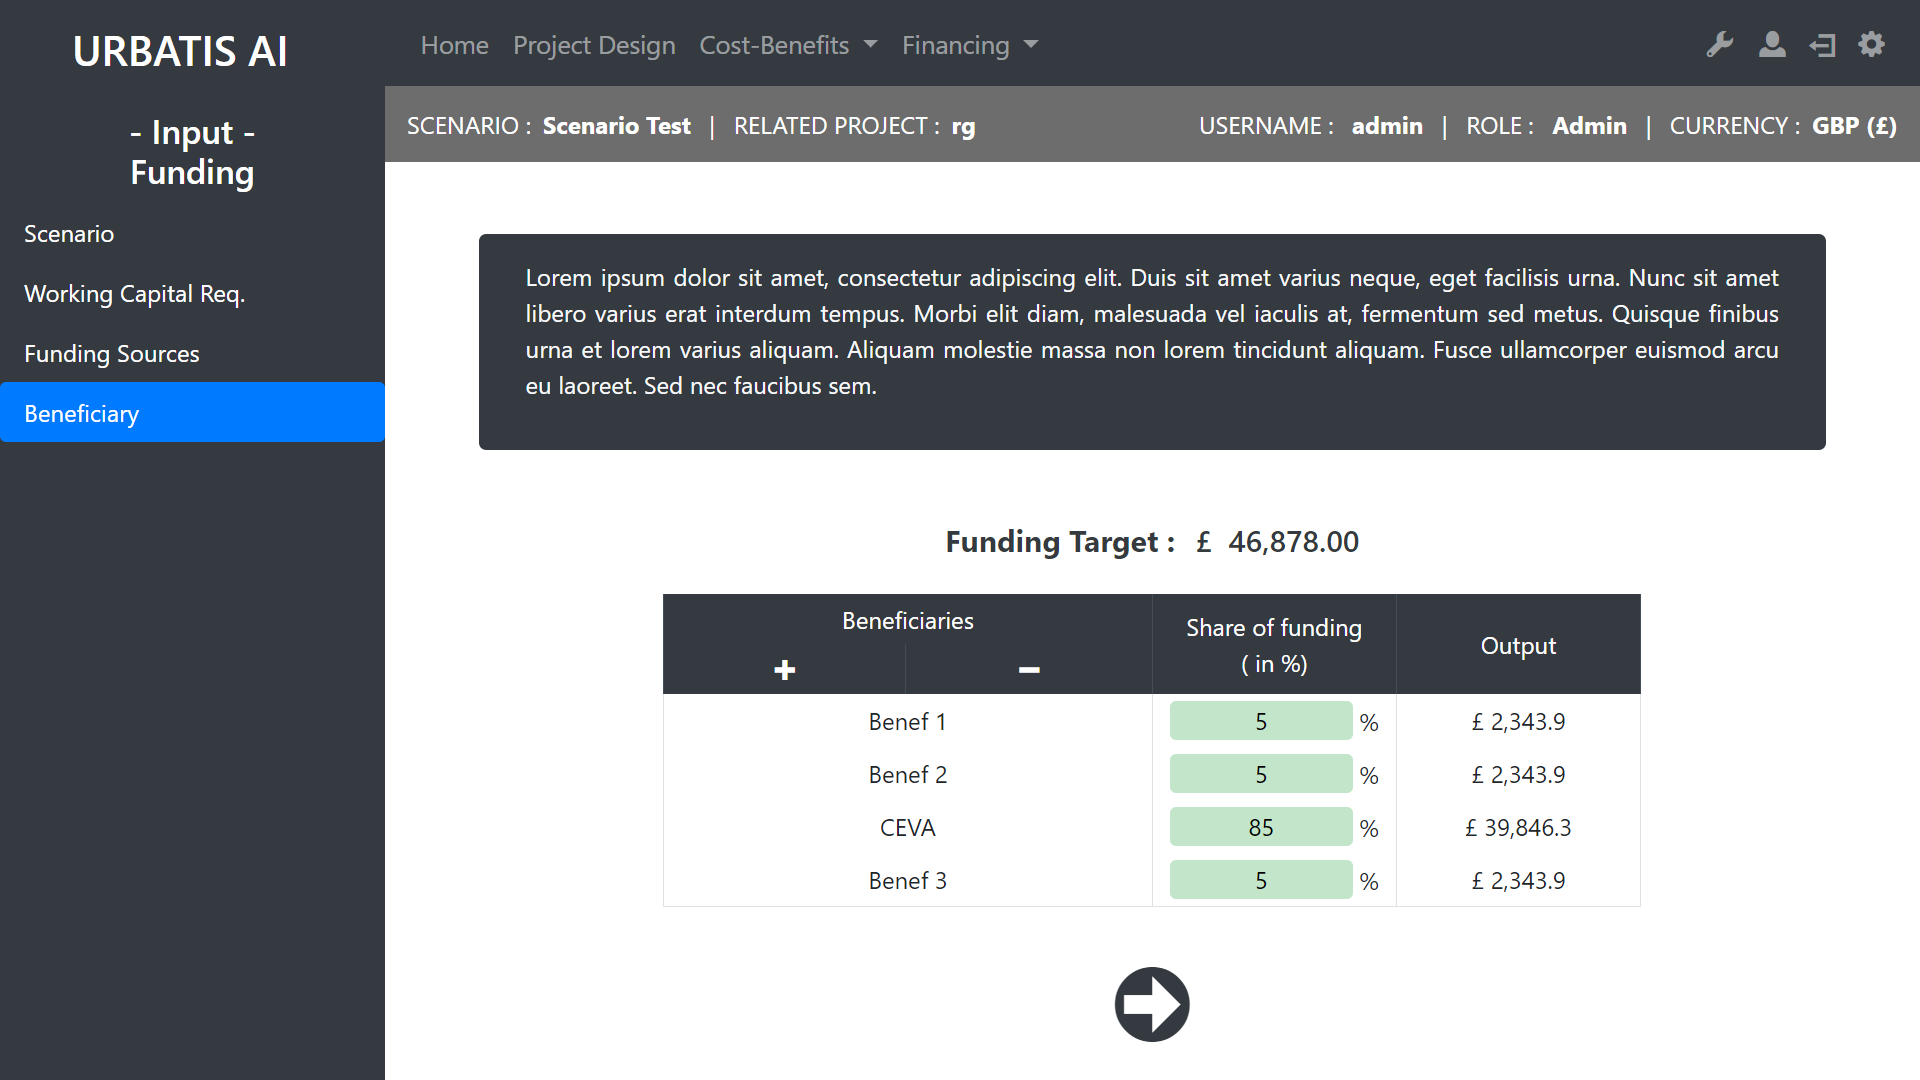 URBATIS AI
Home Project Design Cost-Benefits Financing
- Input -
Funding
Scenario
Working Capital Req.
Funding Sources
Beneficiary
SCENARIO : Scenario Test | RELATED PROJECT : rg
USERNAME : admin | ROLE : Admin | CURRENCY : GBP (£)
Lorem ipsum dolor sit amet, consectetur adipiscing elit. Duis sit amet varius neque, eget facilisis urna. Nunc sit amet
libero varius erat interdum tempus. Morbi elit diam, malesuada vel iaculis at, fermentum sed metus. Quisque finibus
urna et lorem varius aliquam. Aliquam molestie massa non lorem tincidunt aliquam. Fusce ullamcorper euismod arcu
eu laoreet. Sed nec faucibus sem.
Funding Target : £ 46,878.00
Beneficiaries
Share of funding
( in %)
Output
Benef 1 5 % £ 2,343.9
Benef 2 5 % £ 2,343.9
CEVA 85 % £ 39,846.3
Benef 3 5 % £ 2,343.9